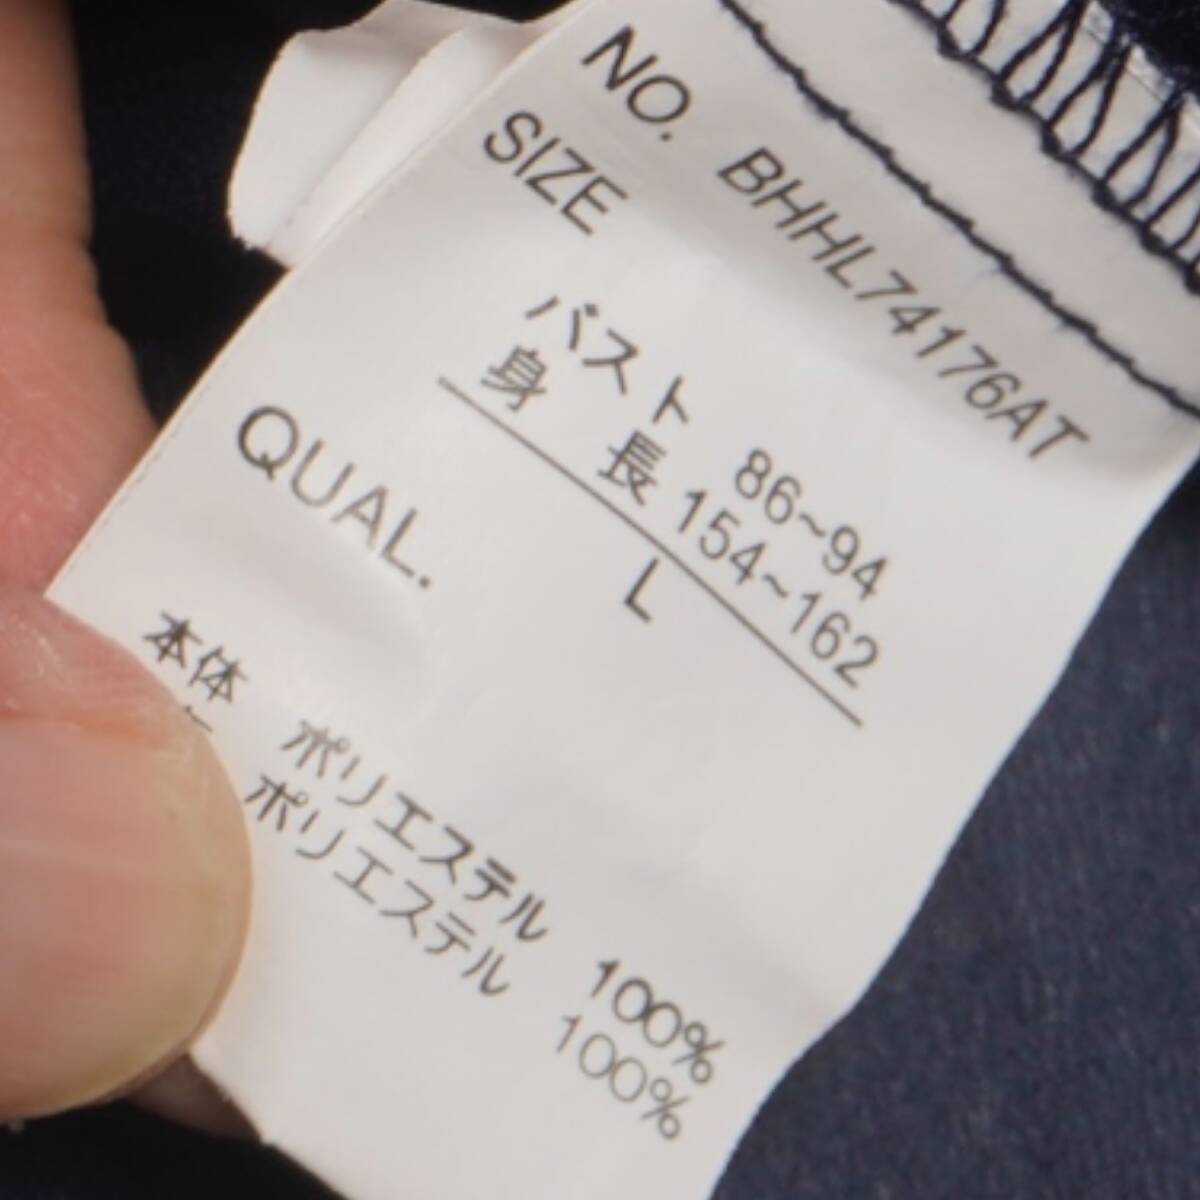 NO. BHHL74176AT
SIZE
バスト 86~94
身長 154~162
L
QUAL.
本体 ポリエステル 100%
ポリエステル 100%